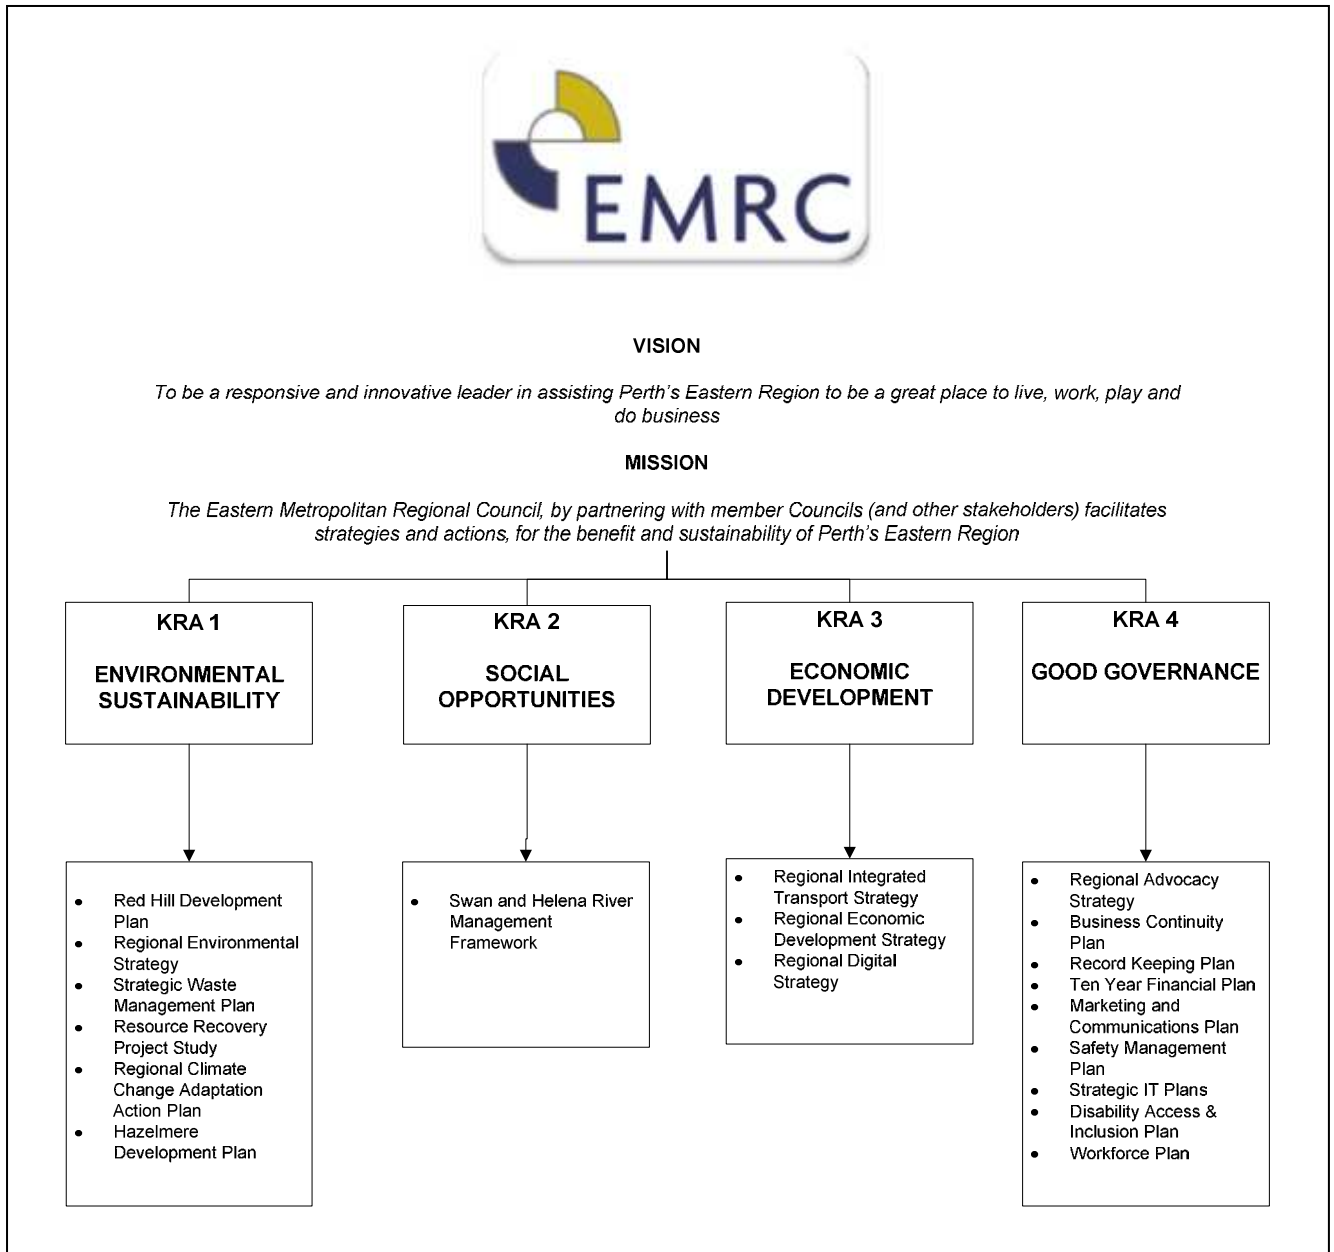 EMRC
VISION
To be a responsive and innovative leader in assisting Perth's Eastern Region to be a great place to live, work, play and
do business
MISSION
The Eastern Metropolitan Regional Council, by partnering with member Councils (and other stakeholders) facilitates
strategies and actions, for the benefit and sustainability of Perth's Eastern Region
KRA 1
ENVIRONMENTAL
SUSTAINABILITY
KRA 2
SOCIAL
OPPORTUNITIES
KRA 3
ECONOMIC
DEVELOPMENT
KRA 4
GOOD GOVERNANCE
• Red Hill Development
Plan
• Regional Environmental
Strategy
• Strategic Waste
Management Plan
• Resource Recovery
Project Study
• Regional Climate
Change Adaptation
Action Plan
• Hazelmere
Development Plan
• Swan and Helena River
Management
Framework
• Regional Integrated
Transport Strategy
• Regional Economic
Development Strategy
• Regional Digital
Strategy
• Regional Advocacy
Strategy
• Business Continuity
Plan
• Record Keeping Plan
• Ten Year Financial Plan
• Marketing and
Communications Plan
• Safety Management
Plan
• Strategic IT Plans
• Disability Access &
Inclusion Plan
• Workforce Plan